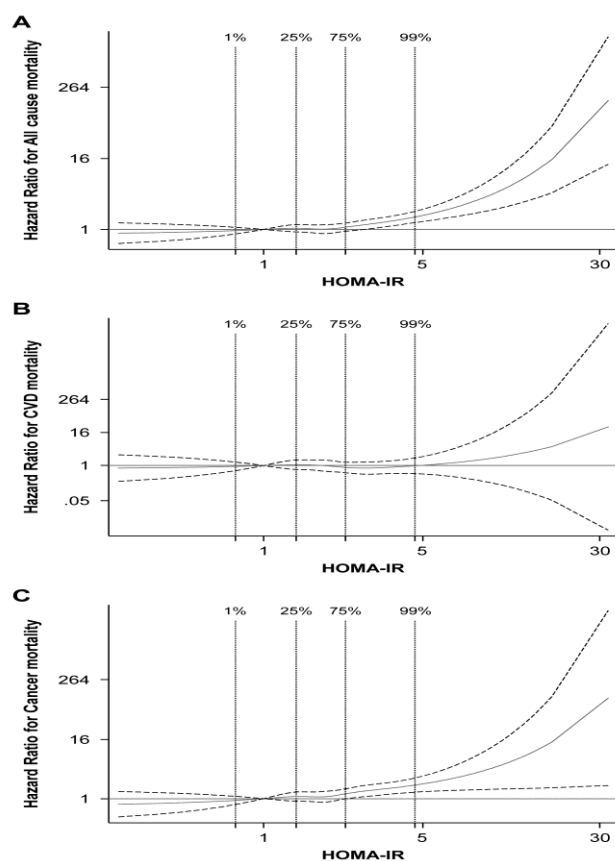 A
1% 25% 75% 99%
Hazard Ratio for All cause mortality
264
16
1
1 5 30
HOMA-IR
B
1% 25% 75% 99%
Hazard Ratio for CVD mortality
264
16
1
.05
1 5 30
HOMA-IR
C
1% 25% 75% 99%
Hazard Ratio for Cancer mortality
264
16
1
1 5 30
HOMA-IR